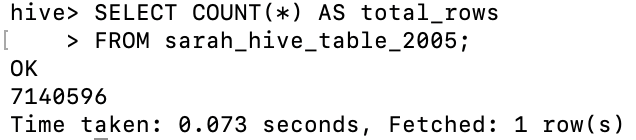 hive> SELECT COUNT(*) AS total_rows
[    > FROM sarah_hive_table_2005;
OK
7140596
Time taken: 0.073 seconds, Fetched: 1 row(s)